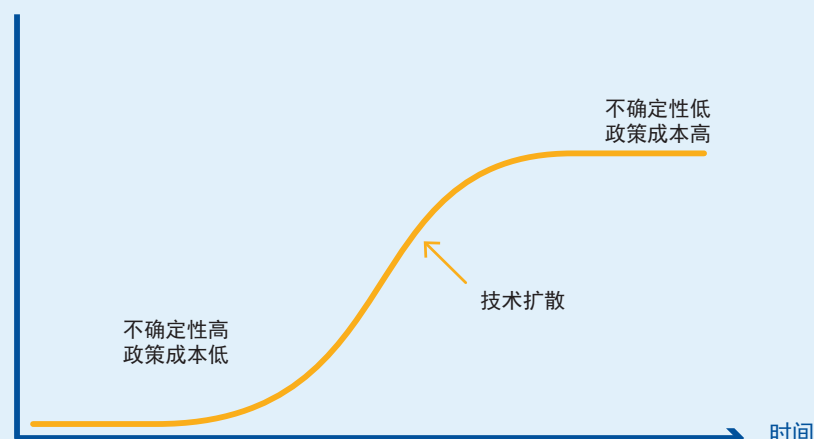 不确定性低
政策成本高
技术扩散
不确定性高
政策成本低
时间